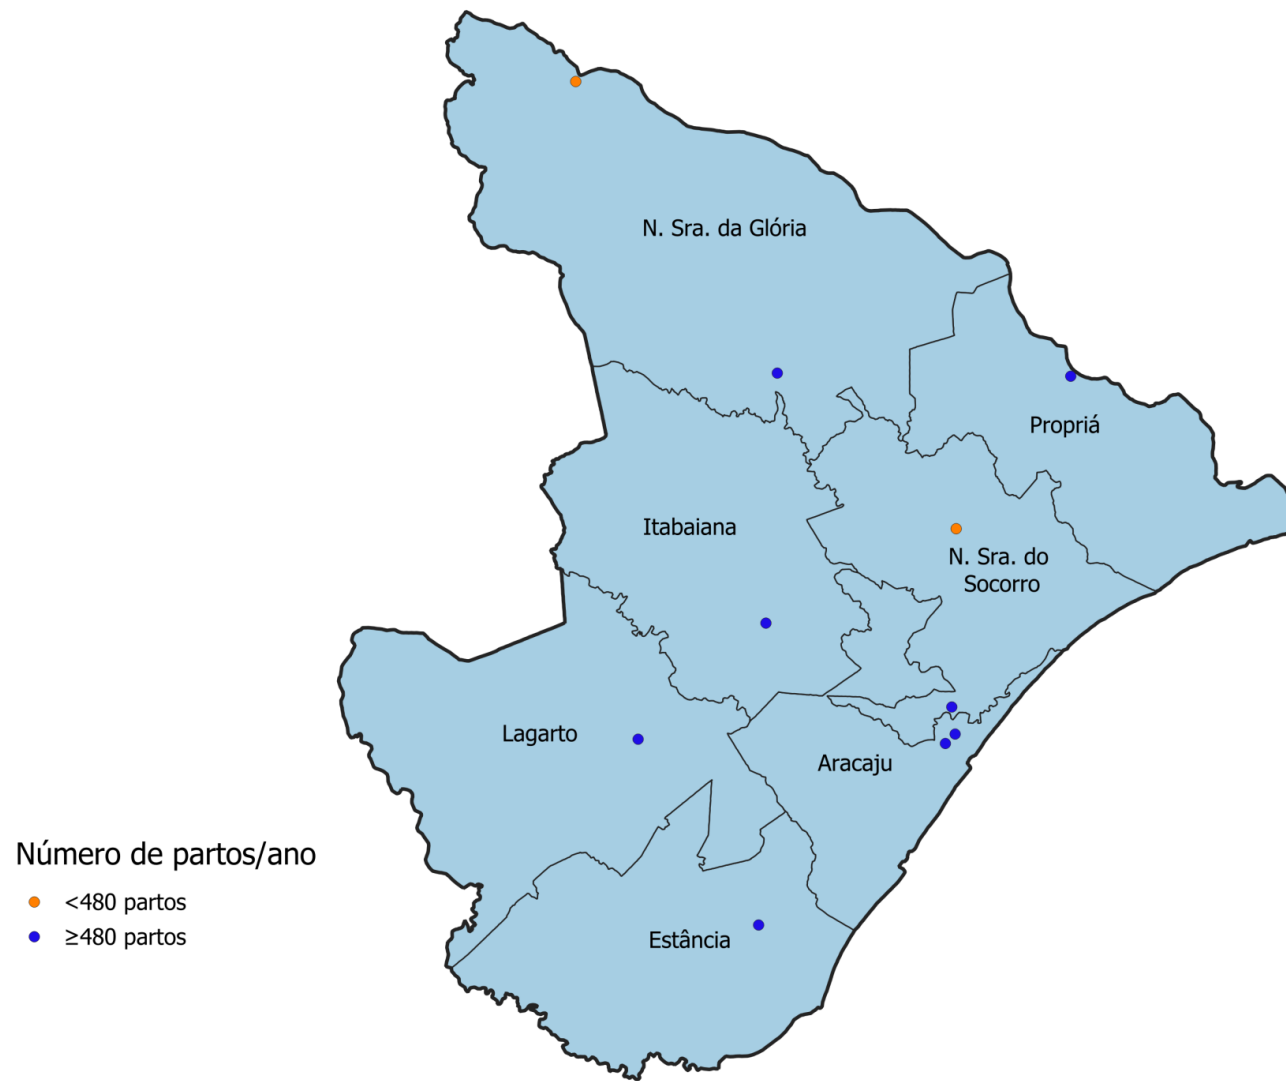 N. Sra. da Glória
Propriá
Itabaiana
N. Sra. do
Socorro
Lagarto
Aracaju
Estância
Número de partos/ano
<480 partos
≥480 partos